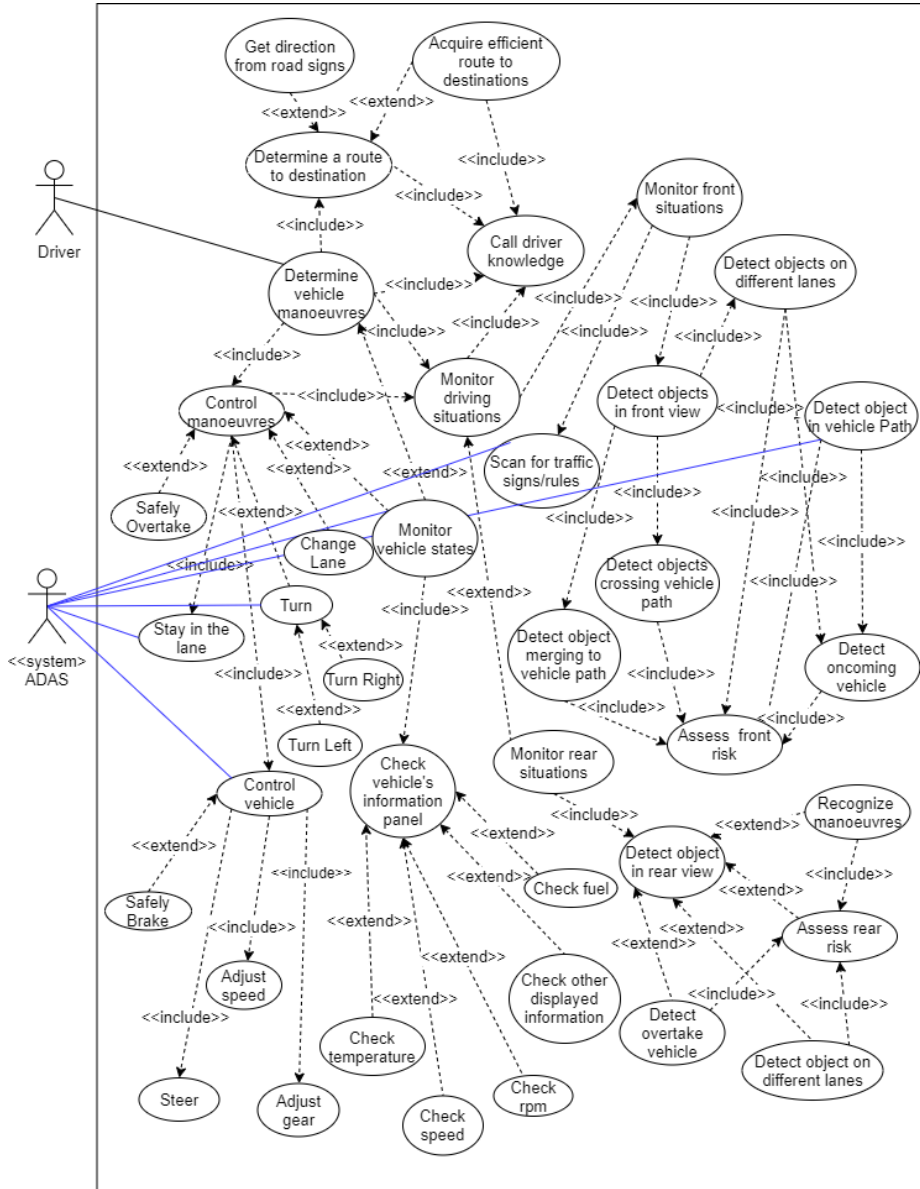 Get direction
from road signs
Acquire efficient
route to
destinations
<<extend>>
<<extend>>
Determine a route
to destination
<<include>>
<<include>>
Monitor front
situations
<<include>>
Driver
Call driver
knowledge
Determine
vehicle
manoeuvres
<<include>>
<<include>>
<<include>>
Detect objects on
different lanes
<<include>>
<<include>>
<<include>>
<<include>>
<<include>>
Control
manoeuvres
<<include>>
Monitor
driving
situations
Detect objects
in front view
<<include>>
Detect object
in vehicle Path
<<extend>>
<<extend>>
<<extend>>
<<extend>>
Scan for traffic
signs/rules
Safely
Overtake
<<extend>>
<<include>>
<<include>>
<<include>>
Change
Lane
Monitor
vehicle states
<<include>>
<<include>>
<<include>>
<<extend>>
Detect objects
crossing vehicle
path
Turn
<<include>>
Stay in the
lane
<<extend>>
Detect object
merging to
vehicle path
Detect
oncoming
vehicle
<<system>>
ADAS
Turn Right
<<include>>
<<extend>>
<<include>>
<<include>>
<<include>>
<<include>>
Turn Left
Assess front
risk
Monitor rear
situations
Check
vehicle's
information
panel
Control
vehicle
Recognize
manoeuvres
<<include>>
<<extend>>
<<extend>>
<<extend>>
Detect object
in rear view
<<include>>
<<include>>
<<extend>>
Check fuel
<<extend>>
Safely
Brake
<<extend>>
<<extend>>
<<include>>
Assess rear
risk
<<extend>>
<<extend>>
<<extend>>
Adjust
speed
<<extend>>
Check other
displayed
information
<<include>>
<<include>>
<<include>>
Check
temperature
Detect
overtake
vehicle
Detect object on
different lanes
Steer
Adjust
gear
Check
speed
Check
rpm